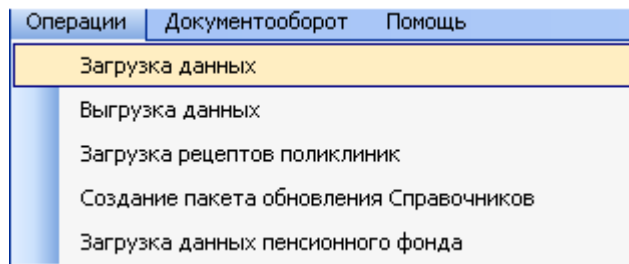 Операции Документооборот Помощь
Загрузка данных
Выгрузка данных
Загрузка рецептов поликлиник
Создание пакета обновления Справочников
Загрузка данных пенсионного фонда